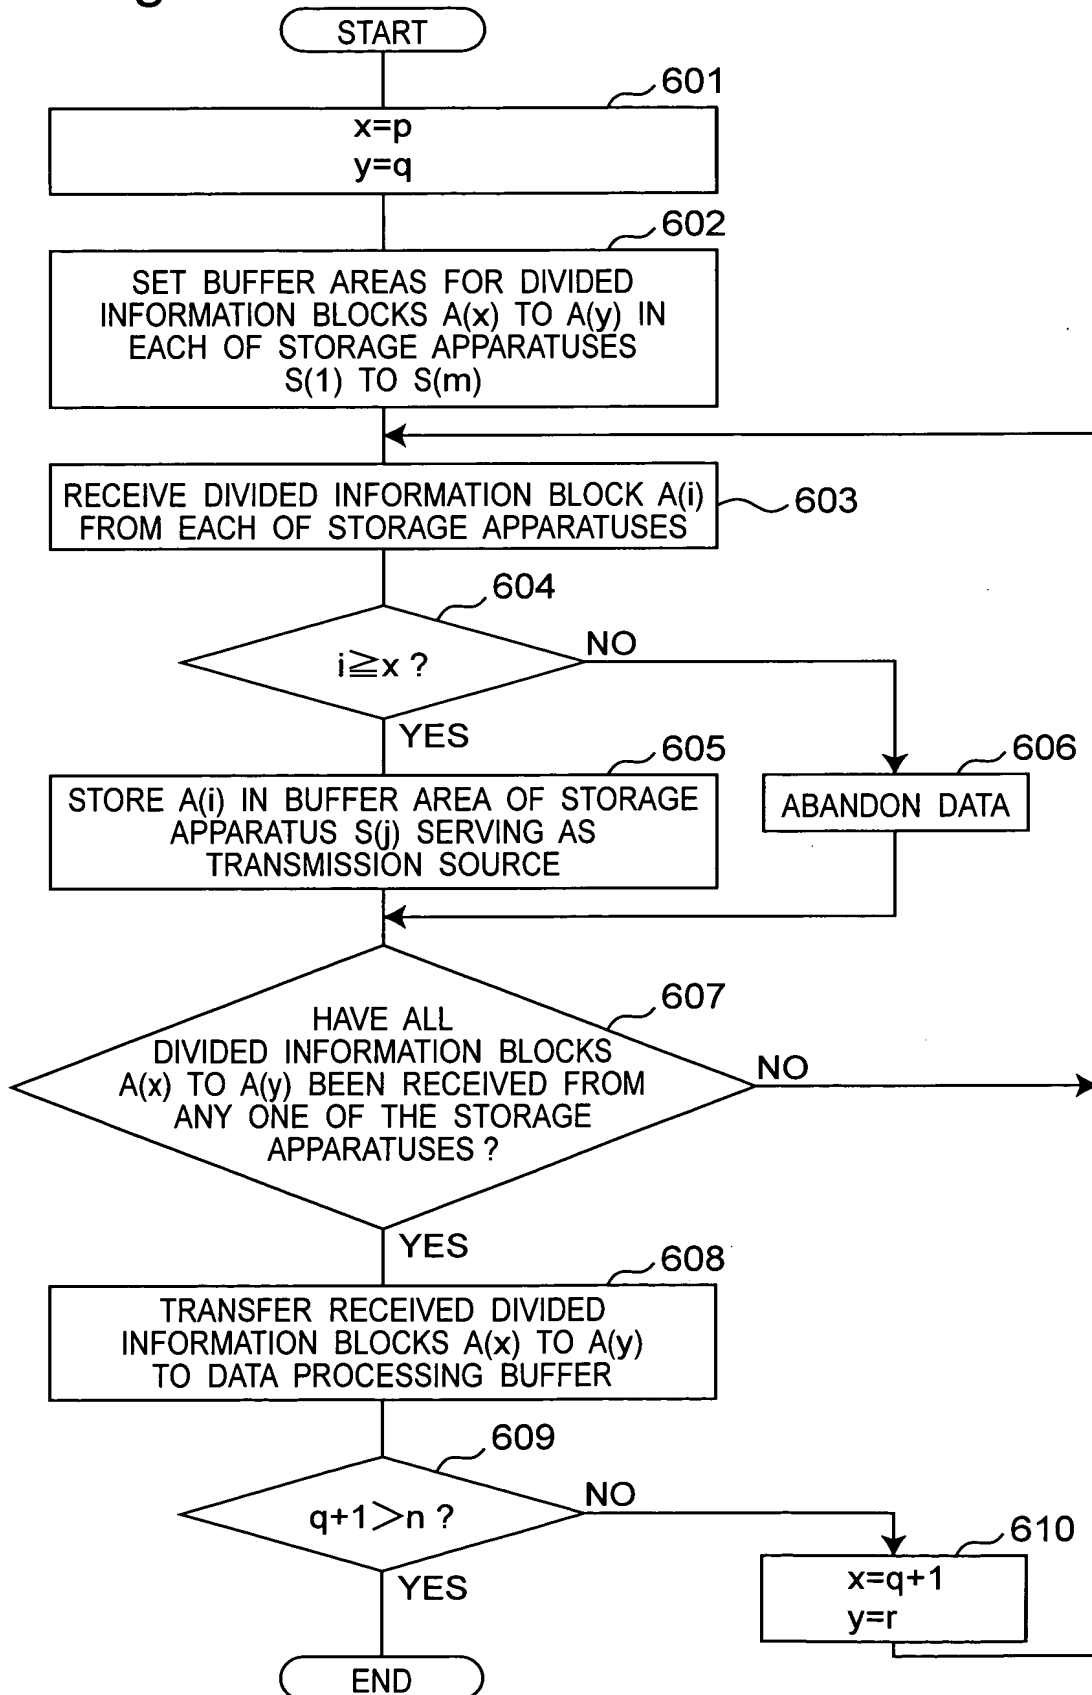 START
601
x=p
y=q
602
SET BUFFER AREAS FOR DIVIDED
INFORMATION BLOCKS A(x) TO A(y) IN
EACH OF STORAGE APPARATUSES
S(1) TO S(m)
RECEIVE DIVIDED INFORMATION BLOCK A(i)
FROM EACH OF STORAGE APPARATUSES
603
604
i≧x ?
NO
YES
605
STORE A(i) IN BUFFER AREA OF STORAGE
APPARATUS S(j) SERVING AS
TRANSMISSION SOURCE
606
ABANDON DATA
607
HAVE ALL
DIVIDED INFORMATION BLOCKS
A(x) TO A(y) BEEN RECEIVED FROM
ANY ONE OF THE STORAGE
APPARATUSES ?
NO
YES
608
TRANSFER RECEIVED DIVIDED
INFORMATION BLOCKS A(x) TO A(y)
TO DATA PROCESSING BUFFER
609
q+1>n ?
NO
YES
610
x=q+1
y=r
END